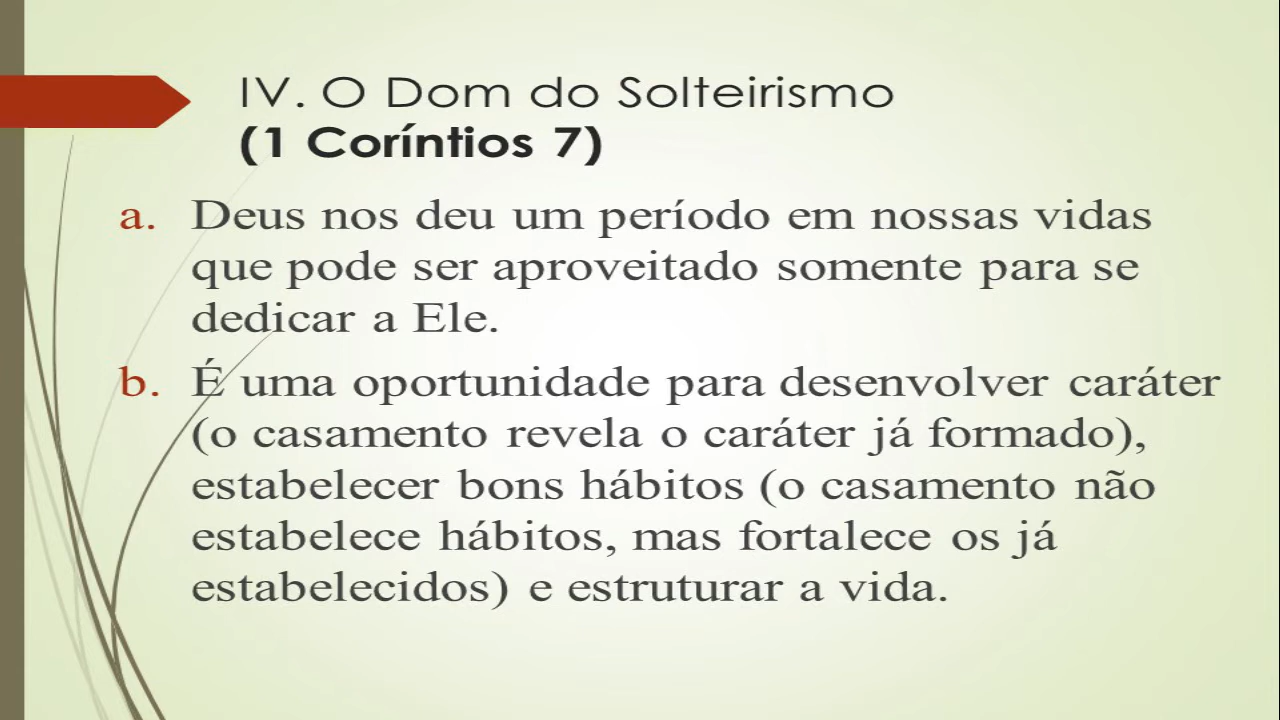 IV. O Dom do Solteirismo
(1 Coríntios 7)
a. Deus nos deu um período em nossas vidas
que pode ser aproveitado somente para se
dedicar a Ele.
b. É uma oportunidade para desenvolver caráter
(o casamento revela o caráter já formado),
estabelecer bons hábitos (o casamento não
estabelece hábitos, mas fortalece os já
estabelecidos) e estruturar a vida.